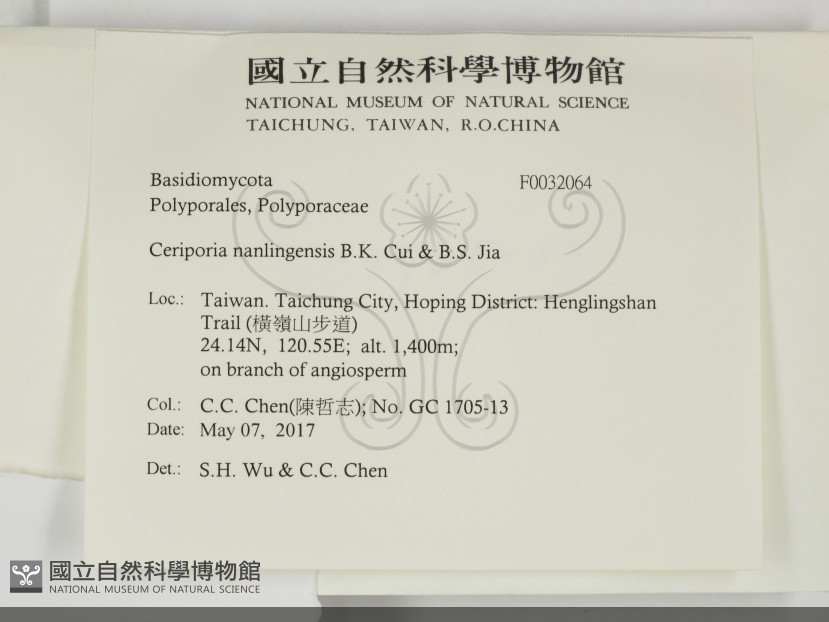 國立自然科學博物館
NATIONAL MUSEUM OF NATURAL SCIENCE
TAICHUNG, TAIWAN, R.O.CHINA
Basidiomycota F0032064
Polyporales, Polyporaceae
Ceriporia nanlingensis B.K. Cui & B.S. Jia
Loc.: Taiwan. Taichung City, Hoping District: Henglingshan
Trail (橫嶺山步道)
24.14N, 120.55E; alt. 1,400m;
on branch of angiosperm
Col.: C.C. Chen(陳哲志); No. GC 1705-13
Date: May 07, 2017
Det.: S.H. Wu & C.C. Chen
國立自然科學博物館
NATIONAL MUSEUM OF NATURAL SCIENCE